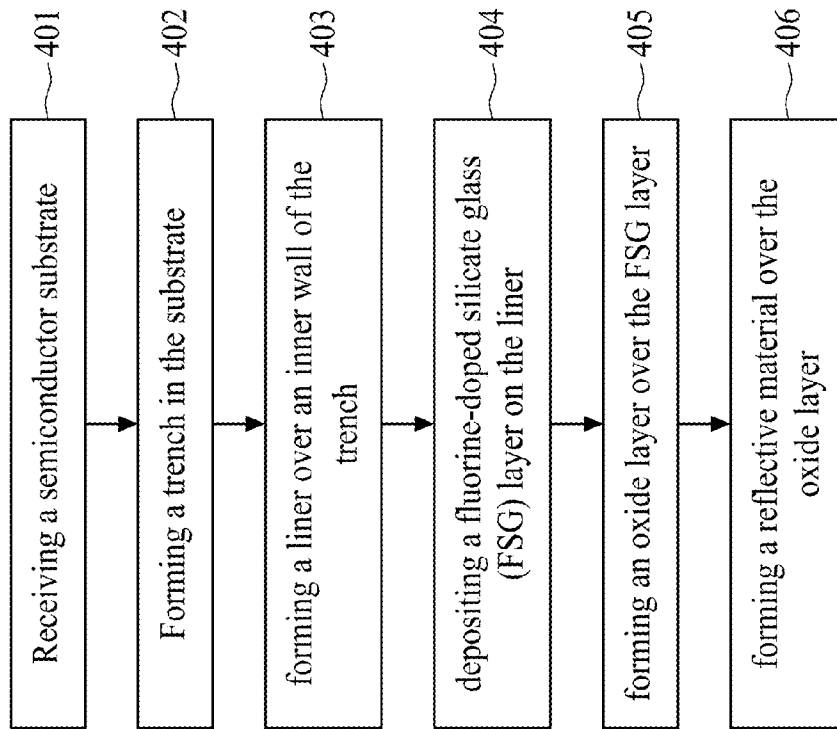 Receiving a semiconductor substrate
401
Forming a trench in the substrate
402
forming a liner over an inner wall of the
trench
403
depositing a fluorine-doped silicate glass
(FSG) layer on the liner
404
forming an oxide layer over the FSG layer
405
forming a reflective material over the
oxide layer
406